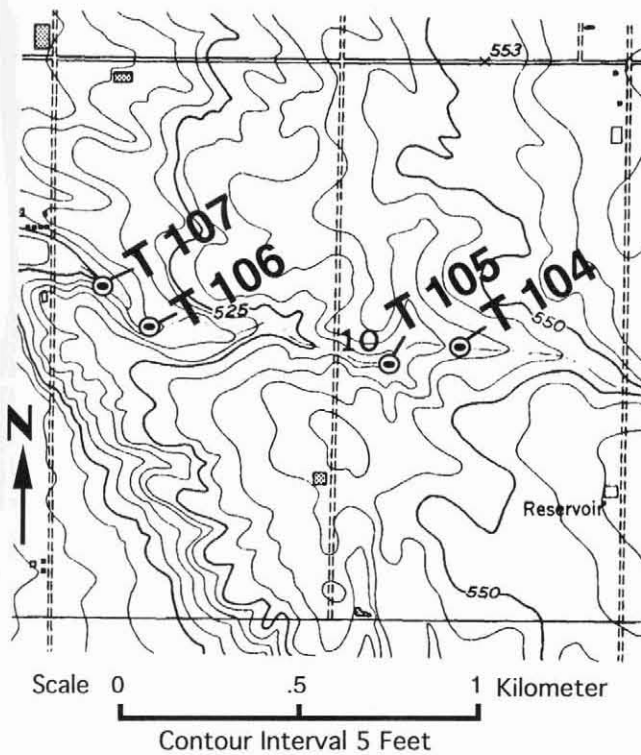 553
T 107
T 106
T 105
T 104
525
10
550
N
Reservoir
550
Scale 0 .5 1 Kilometer
Contour Interval 5 Feet